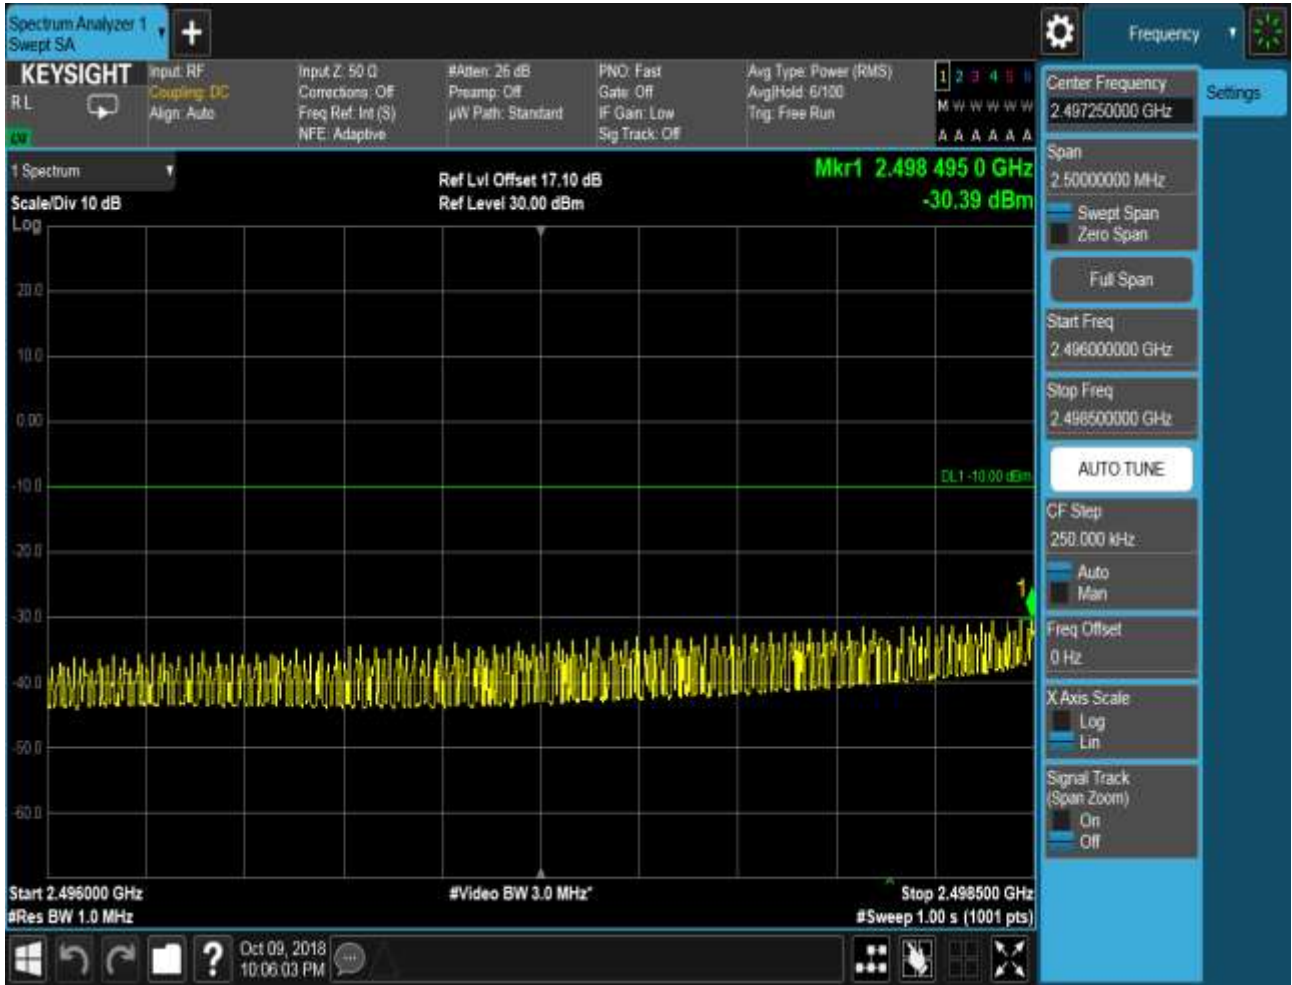 Spectrum Analyzer 1
Swept SA
+
Frequency
KEYSIGHT
R L
Input: RF
Coupling: DC
Align: Auto
Input Z: 50 Ω
Corrections: Off
Freq Ref: Int (S)
NFE: Adaptive
#Atten: 26 dB
Preamp: Off
µW Path: Standard
PNO: Fast
Gate: Off
IF Gain: Low
Sig Track: Off
Avg Type: Power (RMS)
Avg|Hold: 6/100
Trig: Free Run
1 2 3 4 5 6
M W W W W W
A A A A A A
1 Spectrum
Scale/Div 10 dB
Log
Ref Lvl Offset 17.10 dB
Ref Level 30.00 dBm
Mkr1 2.498 495 0 GHz
-30.39 dBm
20.0
10.0
0.00
-10.0
-20.0
-30.0
-40.0
-50.0
-60.0
DL1 -10.00 dBm
1
Start 2.496000 GHz
#Res BW 1.0 MHz
#Video BW 3.0 MHz*
Stop 2.498500 GHz
#Sweep 1.00 s (1001 pts)
?
Oct 09, 2018
10:06:03 PM
Center Frequency
2.497250000 GHz
Settings
Span
2.50000000 MHz
Swept Span
Zero Span
Full Span
Start Freq
2.496000000 GHz
Stop Freq
2.498500000 GHz
AUTO TUNE
CF Step
250.000 kHz
Auto
Man
Freq Offset
0 Hz
X Axis Scale
Log
Lin
Signal Track
(Span Zoom)
On
Off